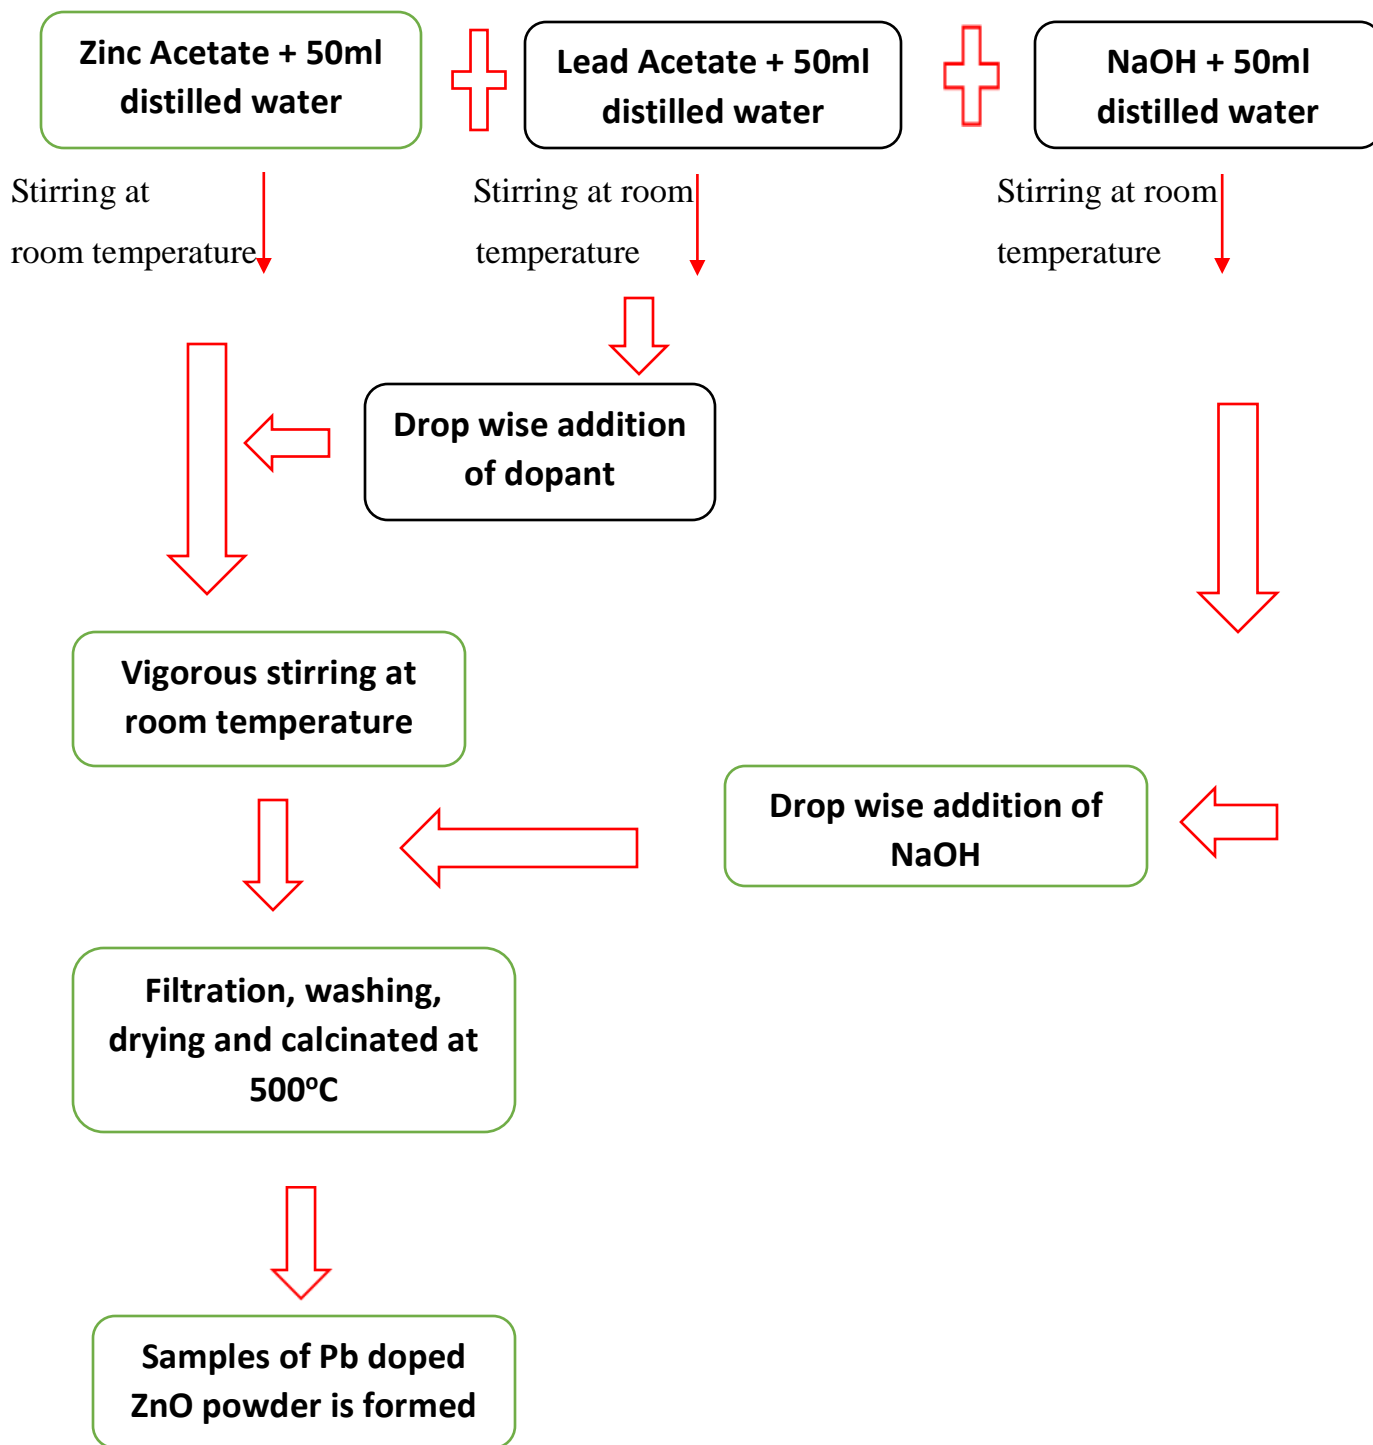 Zinc Acetate + 50ml
distilled water
Lead Acetate + 50ml
distilled water
NaOH + 50ml
distilled water
Stirring at
room temperature
Stirring at room
temperature
Stirring at room
temperature
Drop wise addition
of dopant
Vigorous stirring at
room temperature
Drop wise addition of
NaOH
Filtration, washing,
drying and calcinated at
500°C
Samples of Pb doped
ZnO powder is formed